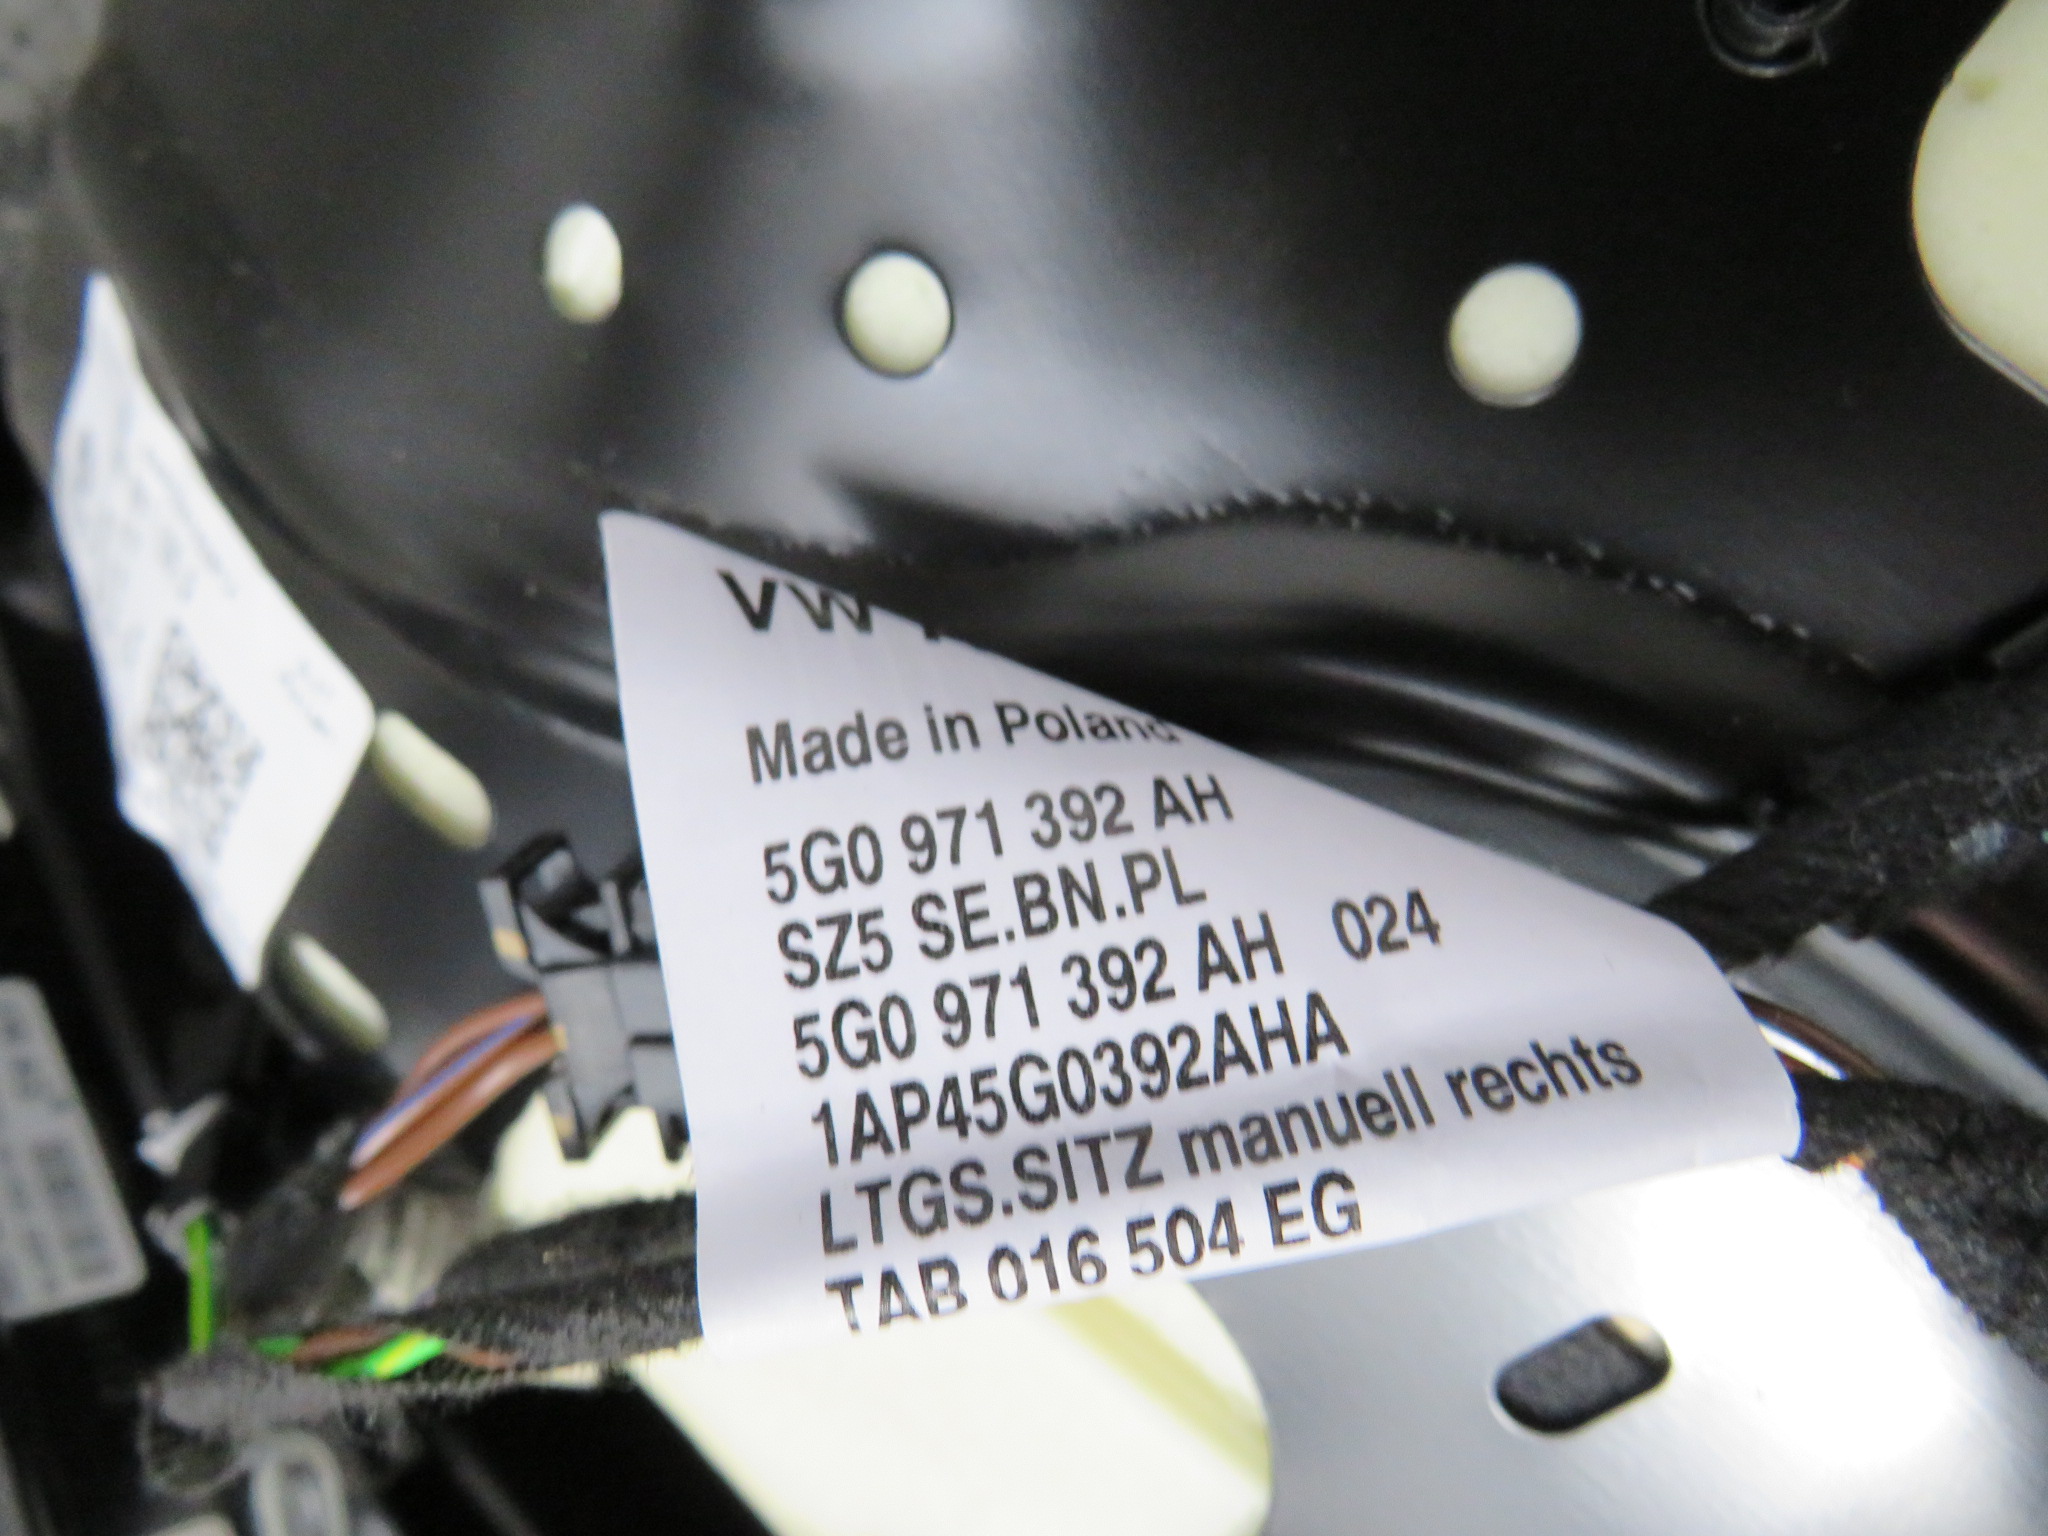 VW
Made in Poland
5G0 971 392 AH
SZ5 SE.BN.PL
5G0 971 392 AH 024
1AP45G0392AHA
LTGS.SITZ manuell rechts
TAB 016 504 EG